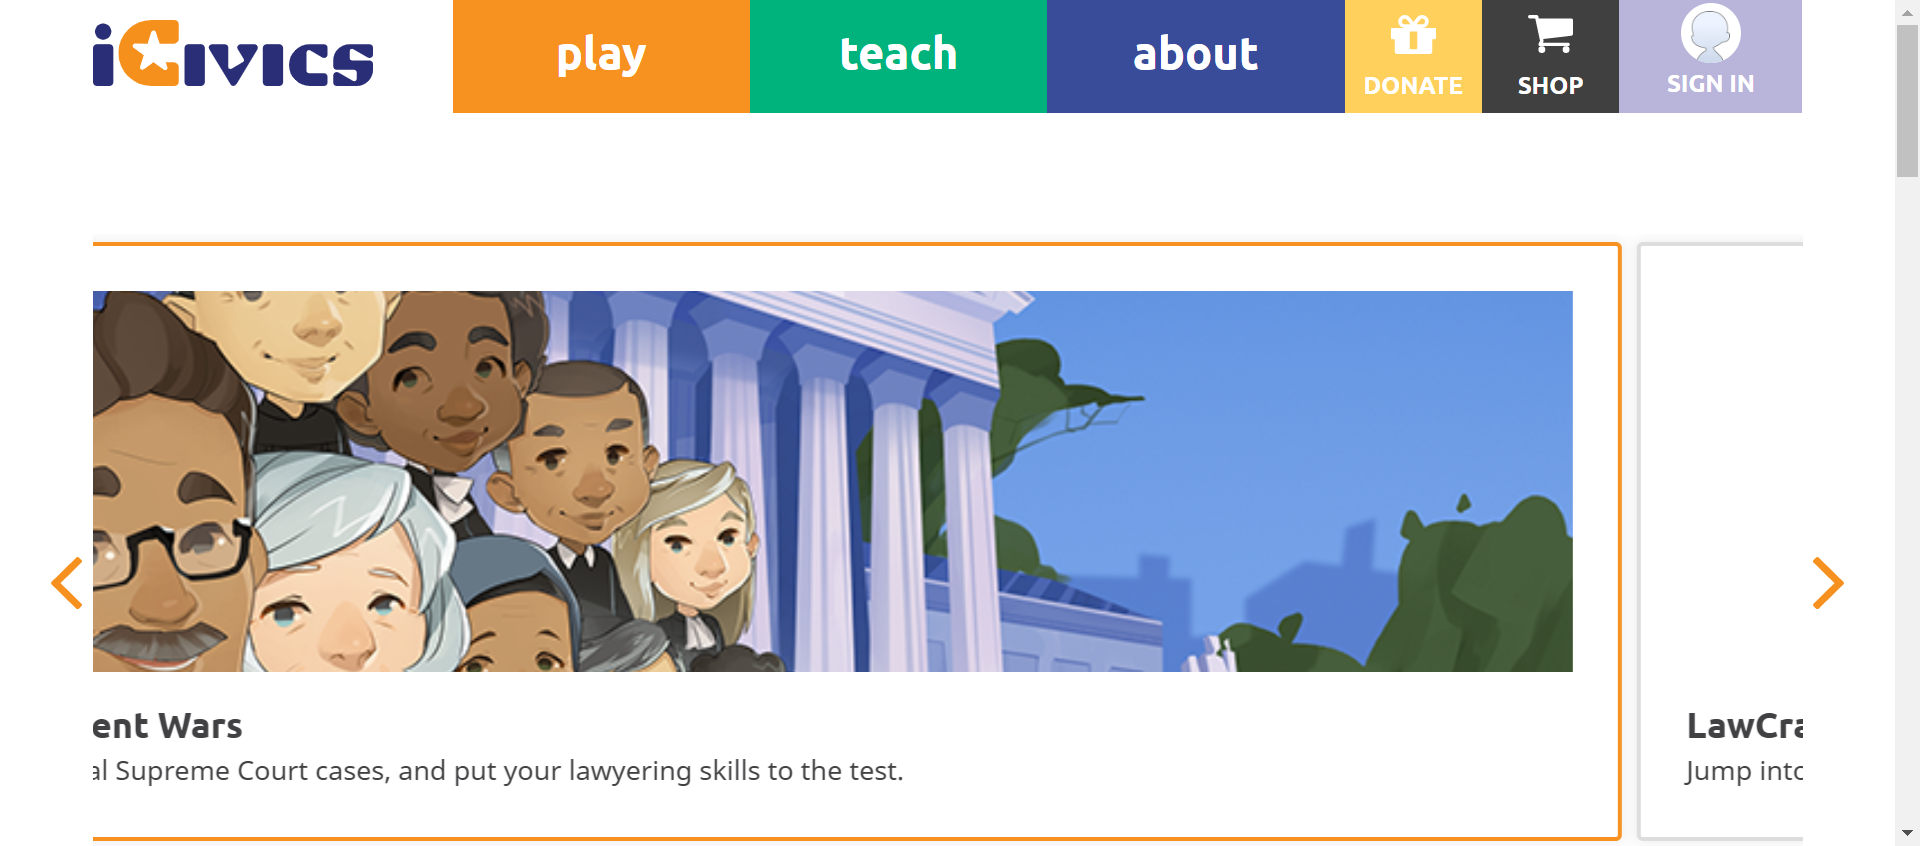 iCivics
play
teach
about
DONATE
SHOP
SIGN IN
ent Wars
al Supreme Court cases, and put your lawyering skills to the test.
LawCra
Jump into